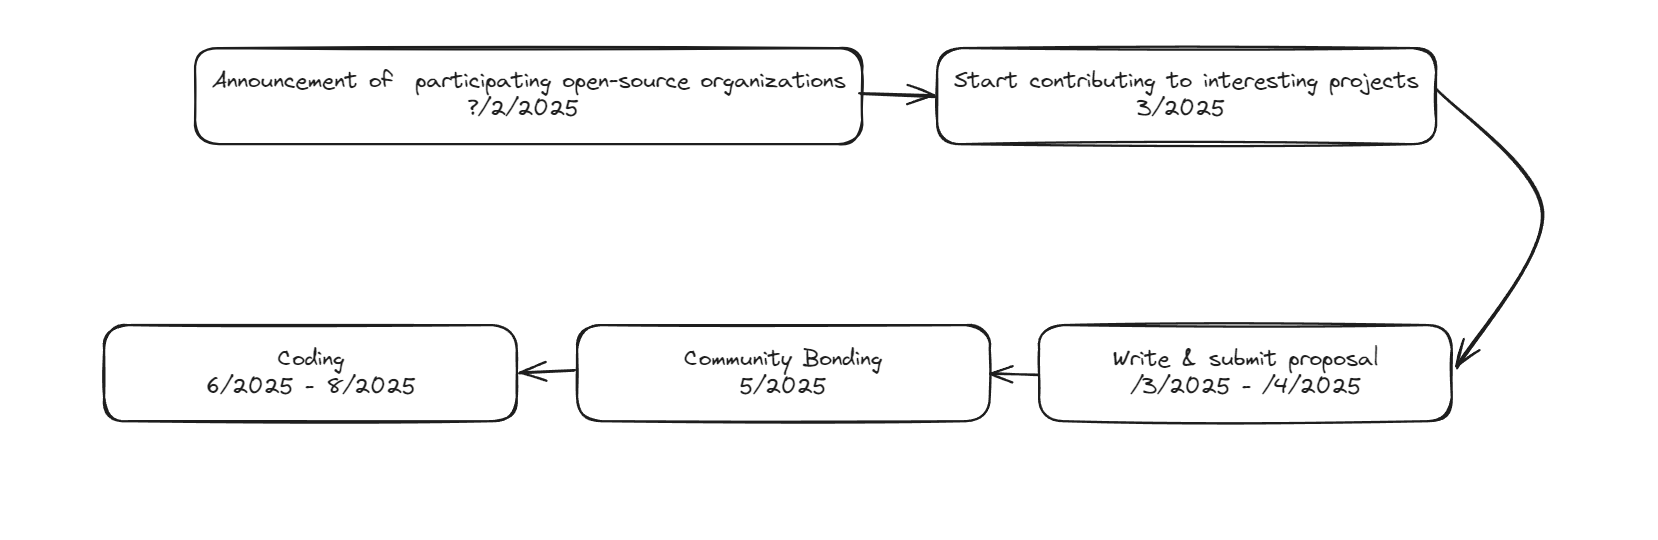 Announcement of participating open-source organizations
?/2/2025
Start contributing to interesting projects
3/2025
Write & submit proposal
/3/2025 - /4/2025
Community Bonding
5/2025
Coding
6/2025 - 8/2025